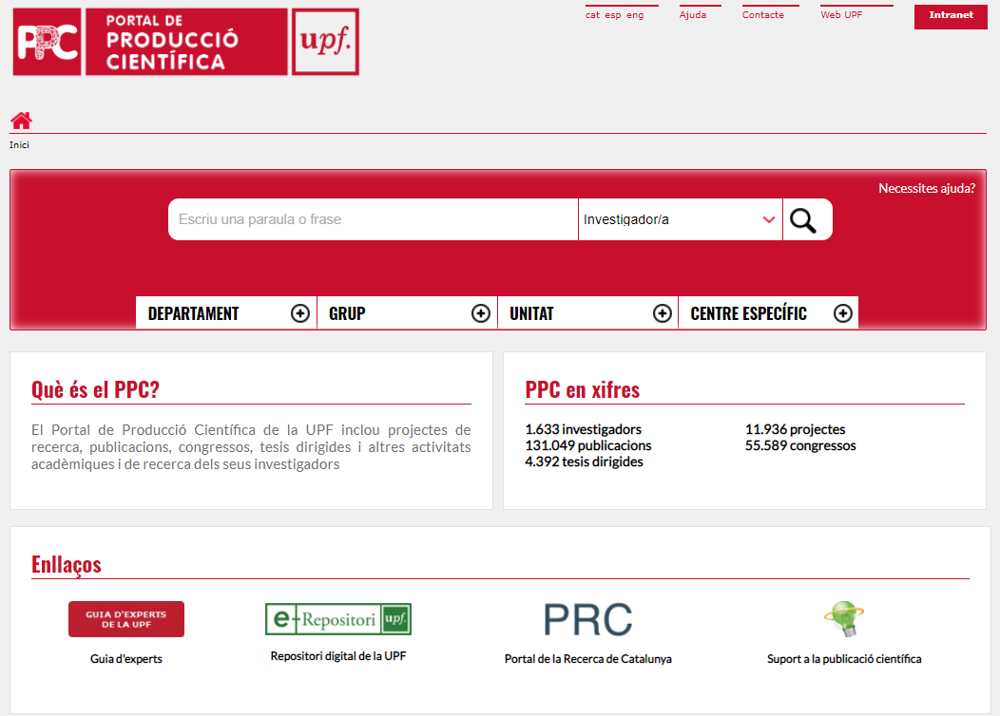 PPC
PORTAL DE
PRODUCCIÓ
CIENTÍFICA
upf.
cat esp eng
Ajuda
Contacte
Web UPF
Intranet
Inici
Necessites ajuda?
Escriu una paraula o frase
Investigador/a
DEPARTAMENT
GRUP
UNITAT
CENTRE ESPECÍFIC
Què és el PPC?
El Portal de Producció Científica de la UPF inclou projectes de
recerca, publicacions, congressos, tesis dirigides i altres activitats
acadèmiques i de recerca dels seus investigadors
PPC en xifres
1.633 investigadors
131.049 publicacions
4.392 tesis dirigides
11.936 projectes
55.589 congressos
Enllaços
GUIA D'EXPERTS
DE LA UPF
Guia d'experts
e-Repositori upf.
Repositori digital de la UPF
PRC
Portal de la Recerca de Catalunya
Suport a la publicació científica